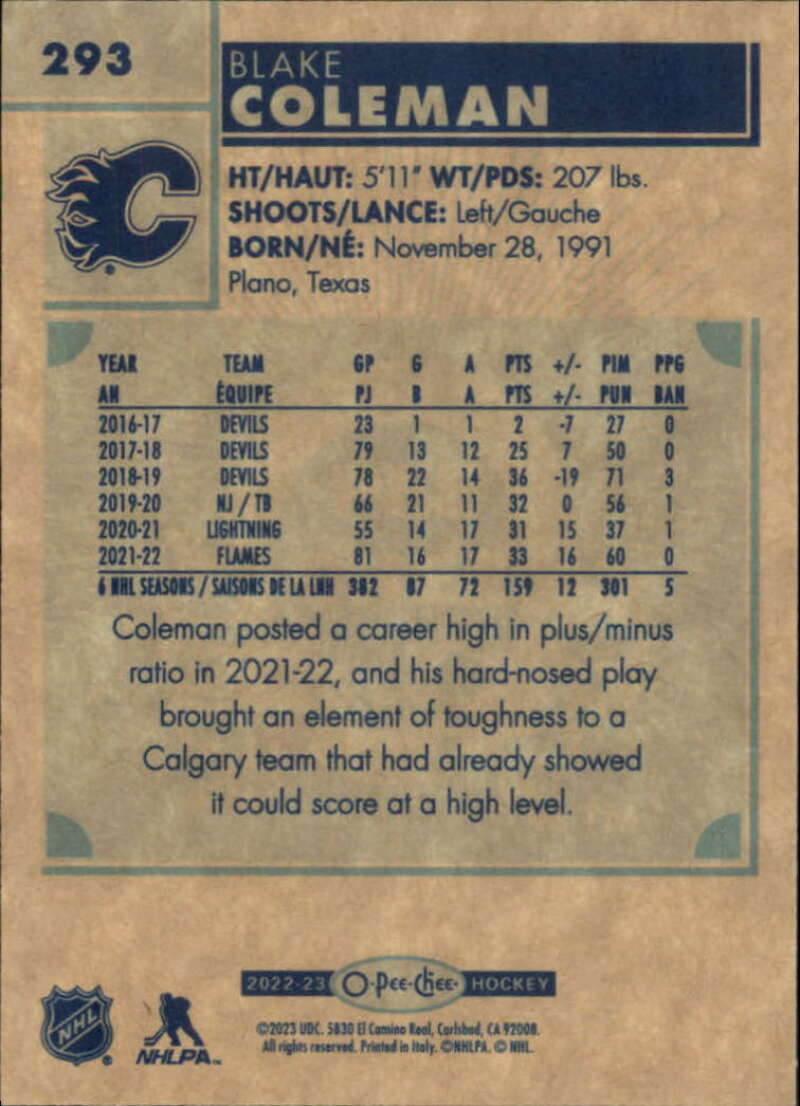 293
BLAKE
COLEMAN
C
HT/HAUT: 5'11" WT/PDS: 207 lbs.
SHOOTS/LANCE: Left/Gauche
BORN/NÉ: November 28, 1991
Plano, Texas
YEAR TEAM GP G A PTS +/- PIM PPG
AN ÉQUIPE PJ B A PTS +/- PUN BAN
2016-17 DEVILS 23 1 1 2 -7 27 0
2017-18 DEVILS 79 13 12 25 7 50 0
2018-19 DEVILS 78 22 14 36 -19 71 3
2019-20 NJ / TB 66 21 11 32 0 56 1
2020-21 LIGHTNING 55 14 17 31 15 37 1
2021-22 FLAMES 81 16 17 33 16 60 0
6 NHL SEASONS / SAISONS DE LA LNH 382 87 72 159 12 301 5
Coleman posted a career high in plus/minus
ratio in 2021-22, and his hard-nosed play
brought an element of toughness to a
Calgary team that had already showed
it could score at a high level.
2022-23 O-Pee-Chee HOCKEY
NHL
NHLPA
©2023 UDC. 5830 El Camino Real, Carlsbad, CA 92008.
All rights reserved. Printed in Italy. ©NHLPA. © NHL.